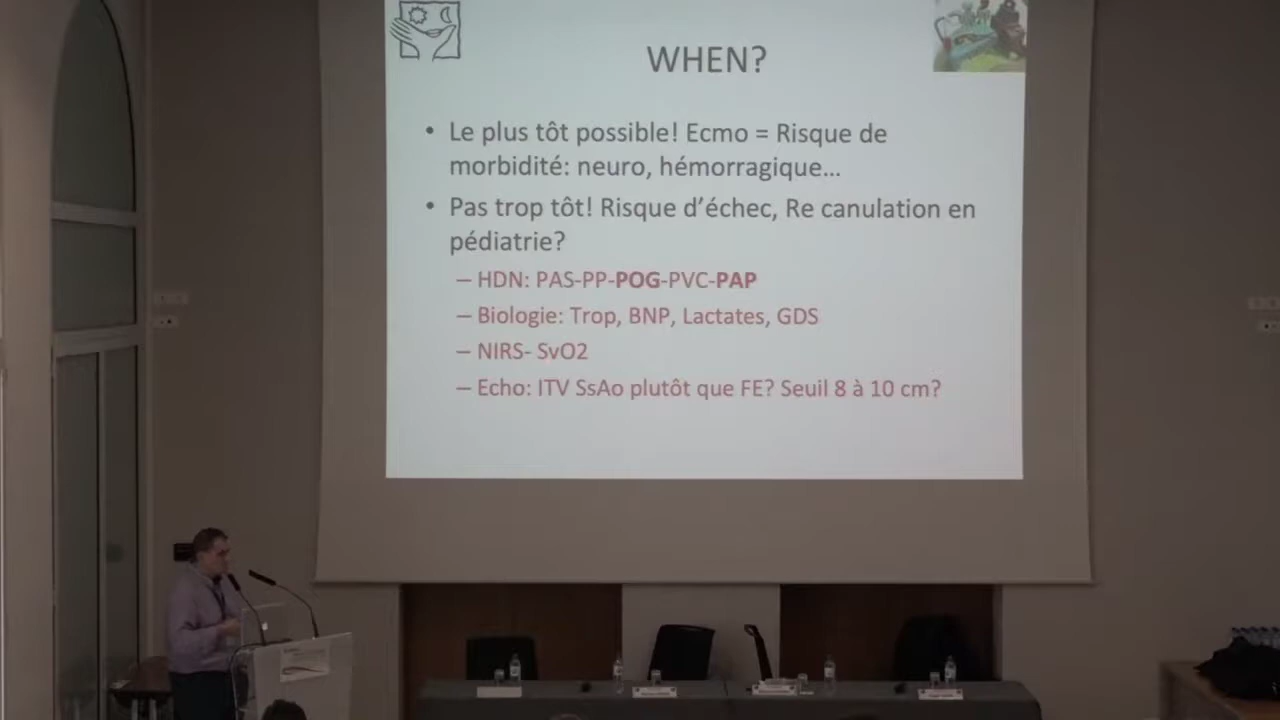 WHEN?
• Le plus tôt possible! Ecmo = Risque de
morbidité: neuro, hémorragique...
• Pas trop tôt! Risque d'échec, Re canulation en
pédiatrie?
– HDN: PAS-PP-POG-PVC-PAP
– Biologie: Trop, BNP, Lactates, GDS
– NIRS- SvO2
– Echo: ITV SsAo plutôt que FE? Seuil 8 à 10 cm?